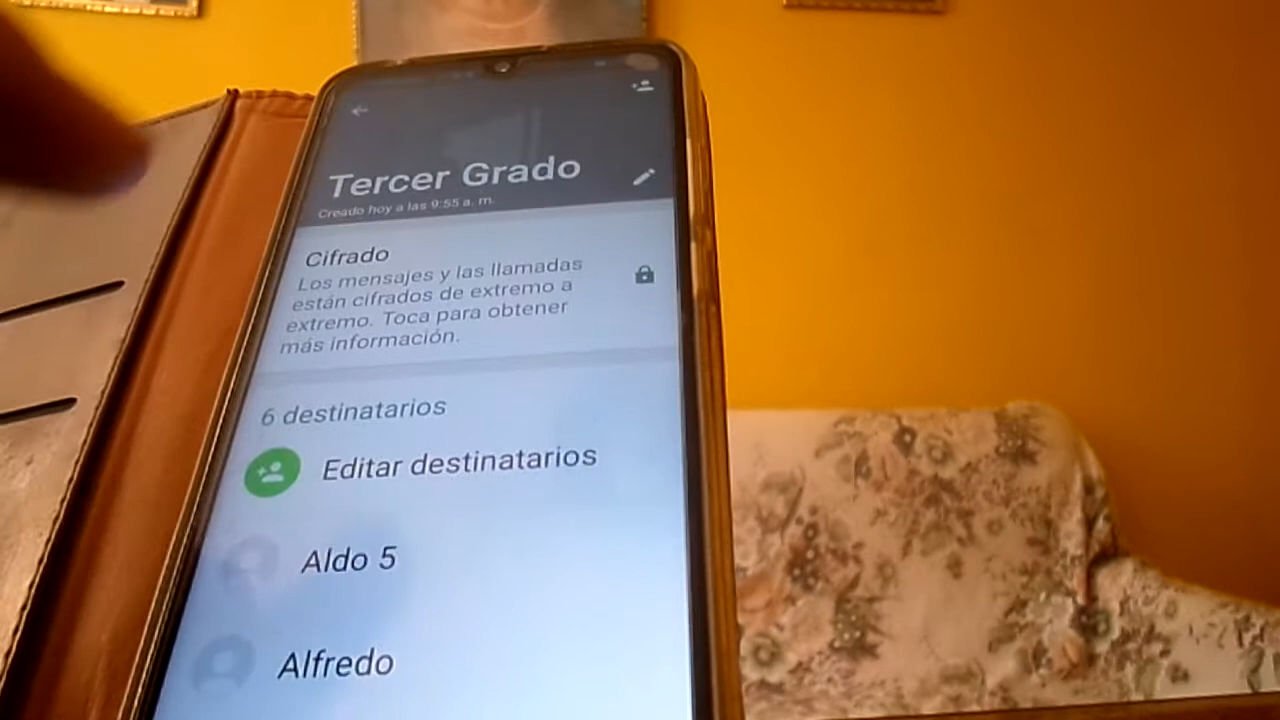 Tercer Grado
Creado hoy a las 9:55 a. m.
Cifrado
Los mensajes y las llamadas
están cifrados de extremo a
extremo. Toca para obtener
más información.
6 destinatarios
Editar destinatarios
Aldo 5
Alfredo